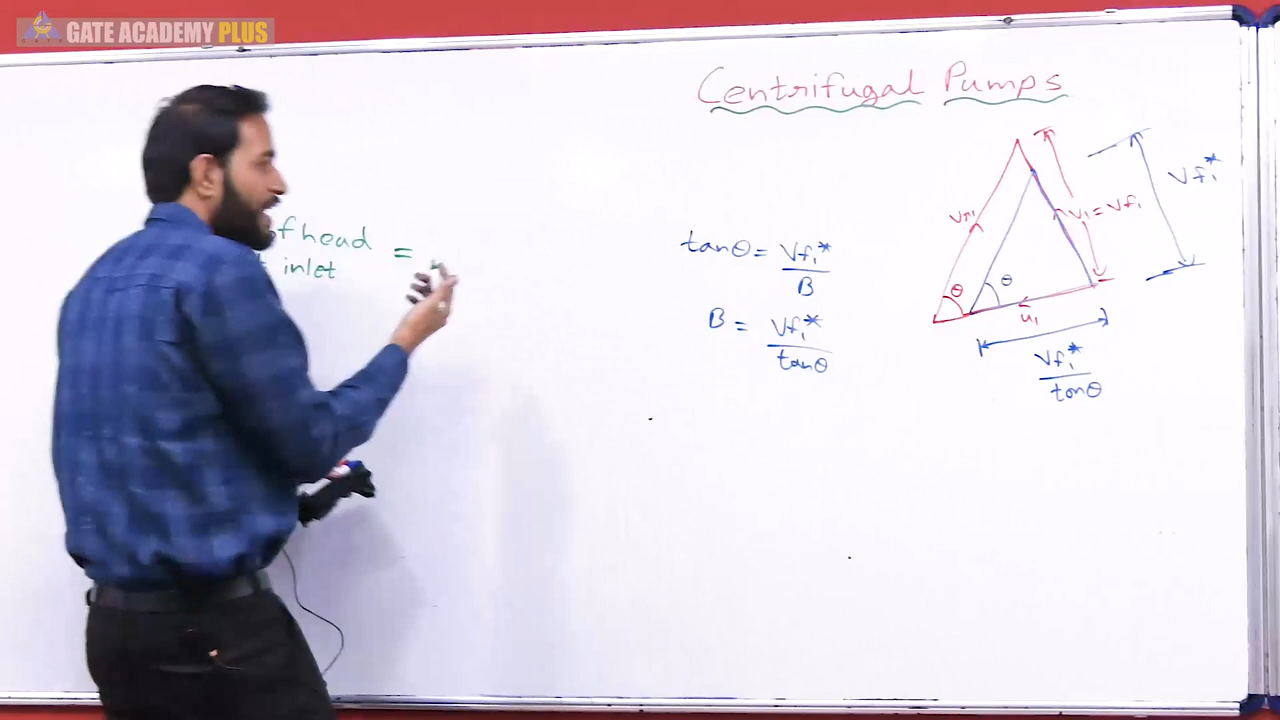 GATE ACADEMY PLUS
Centrifugal Pumps
of head =
inlet
tanθ = Vf₁*
B
B = Vf₁*
tanθ
Vr₁
V₁ = Vf₁
Vf₁*
θ
θ
u₁
Vf₁*
tanθ